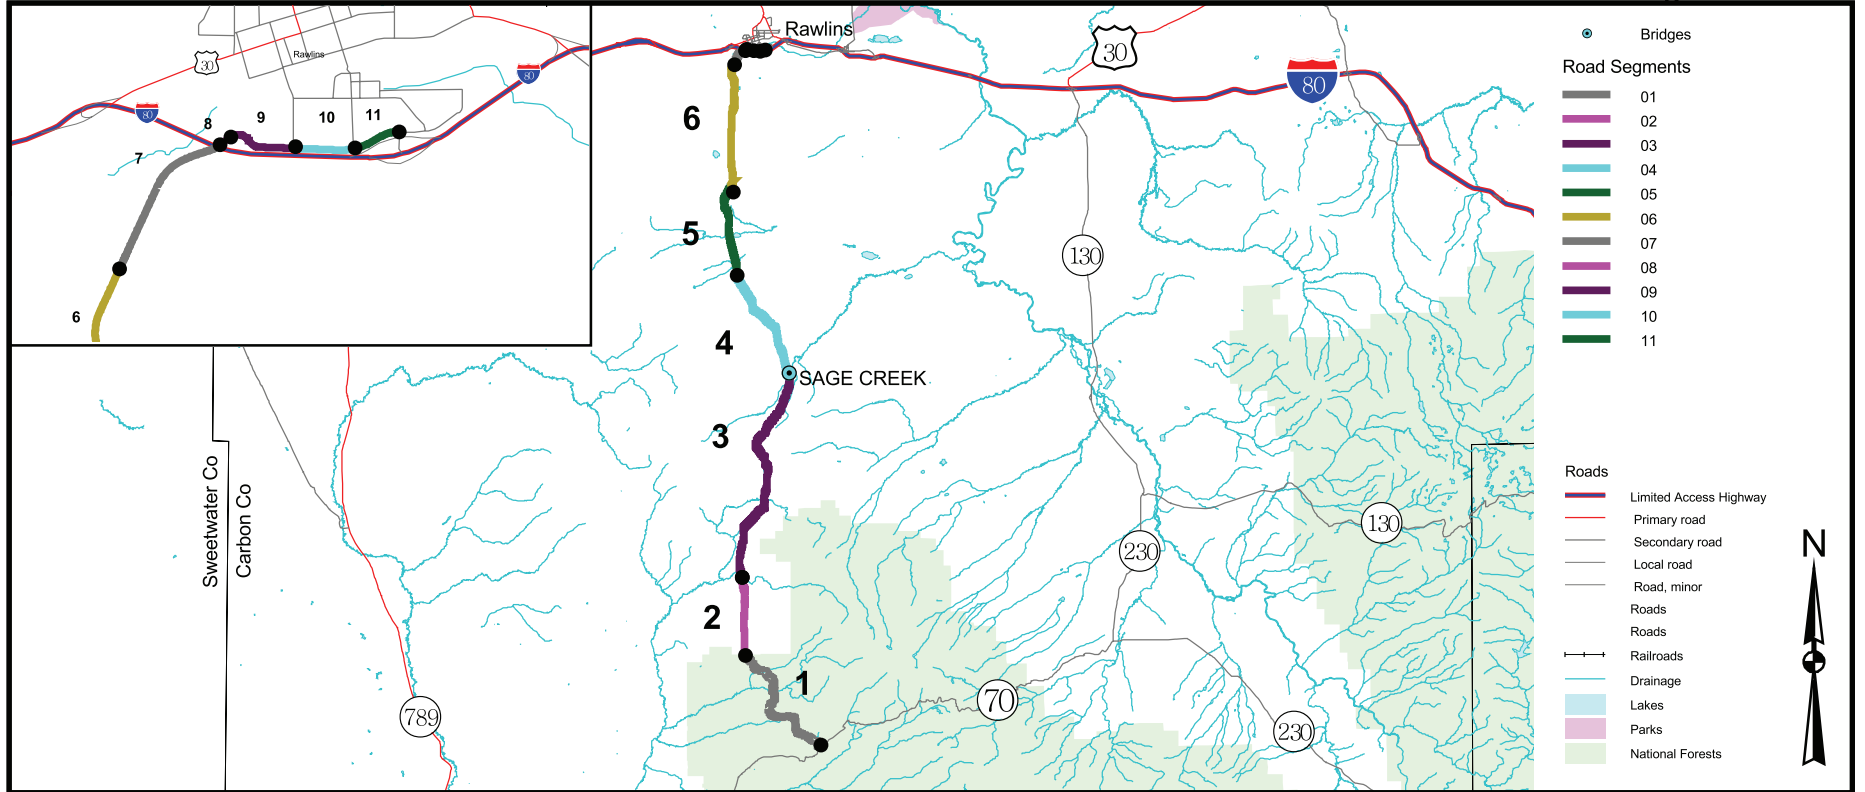 Rawlins
30
80
80
8
9
10
11
7
6
Rawlins
30
80
6
5
4
SAGE CREEK
3
2
1
130
130
230
70
230
789
Sweetwater Co
Carbon Co
Bridges
Road Segments
01
02
03
04
05
06
07
08
09
10
11
Roads
Limited Access Highway
Primary road
Secondary road
Local road
Road, minor
Roads
Roads
Railroads
Drainage
Lakes
Parks
National Forests
N